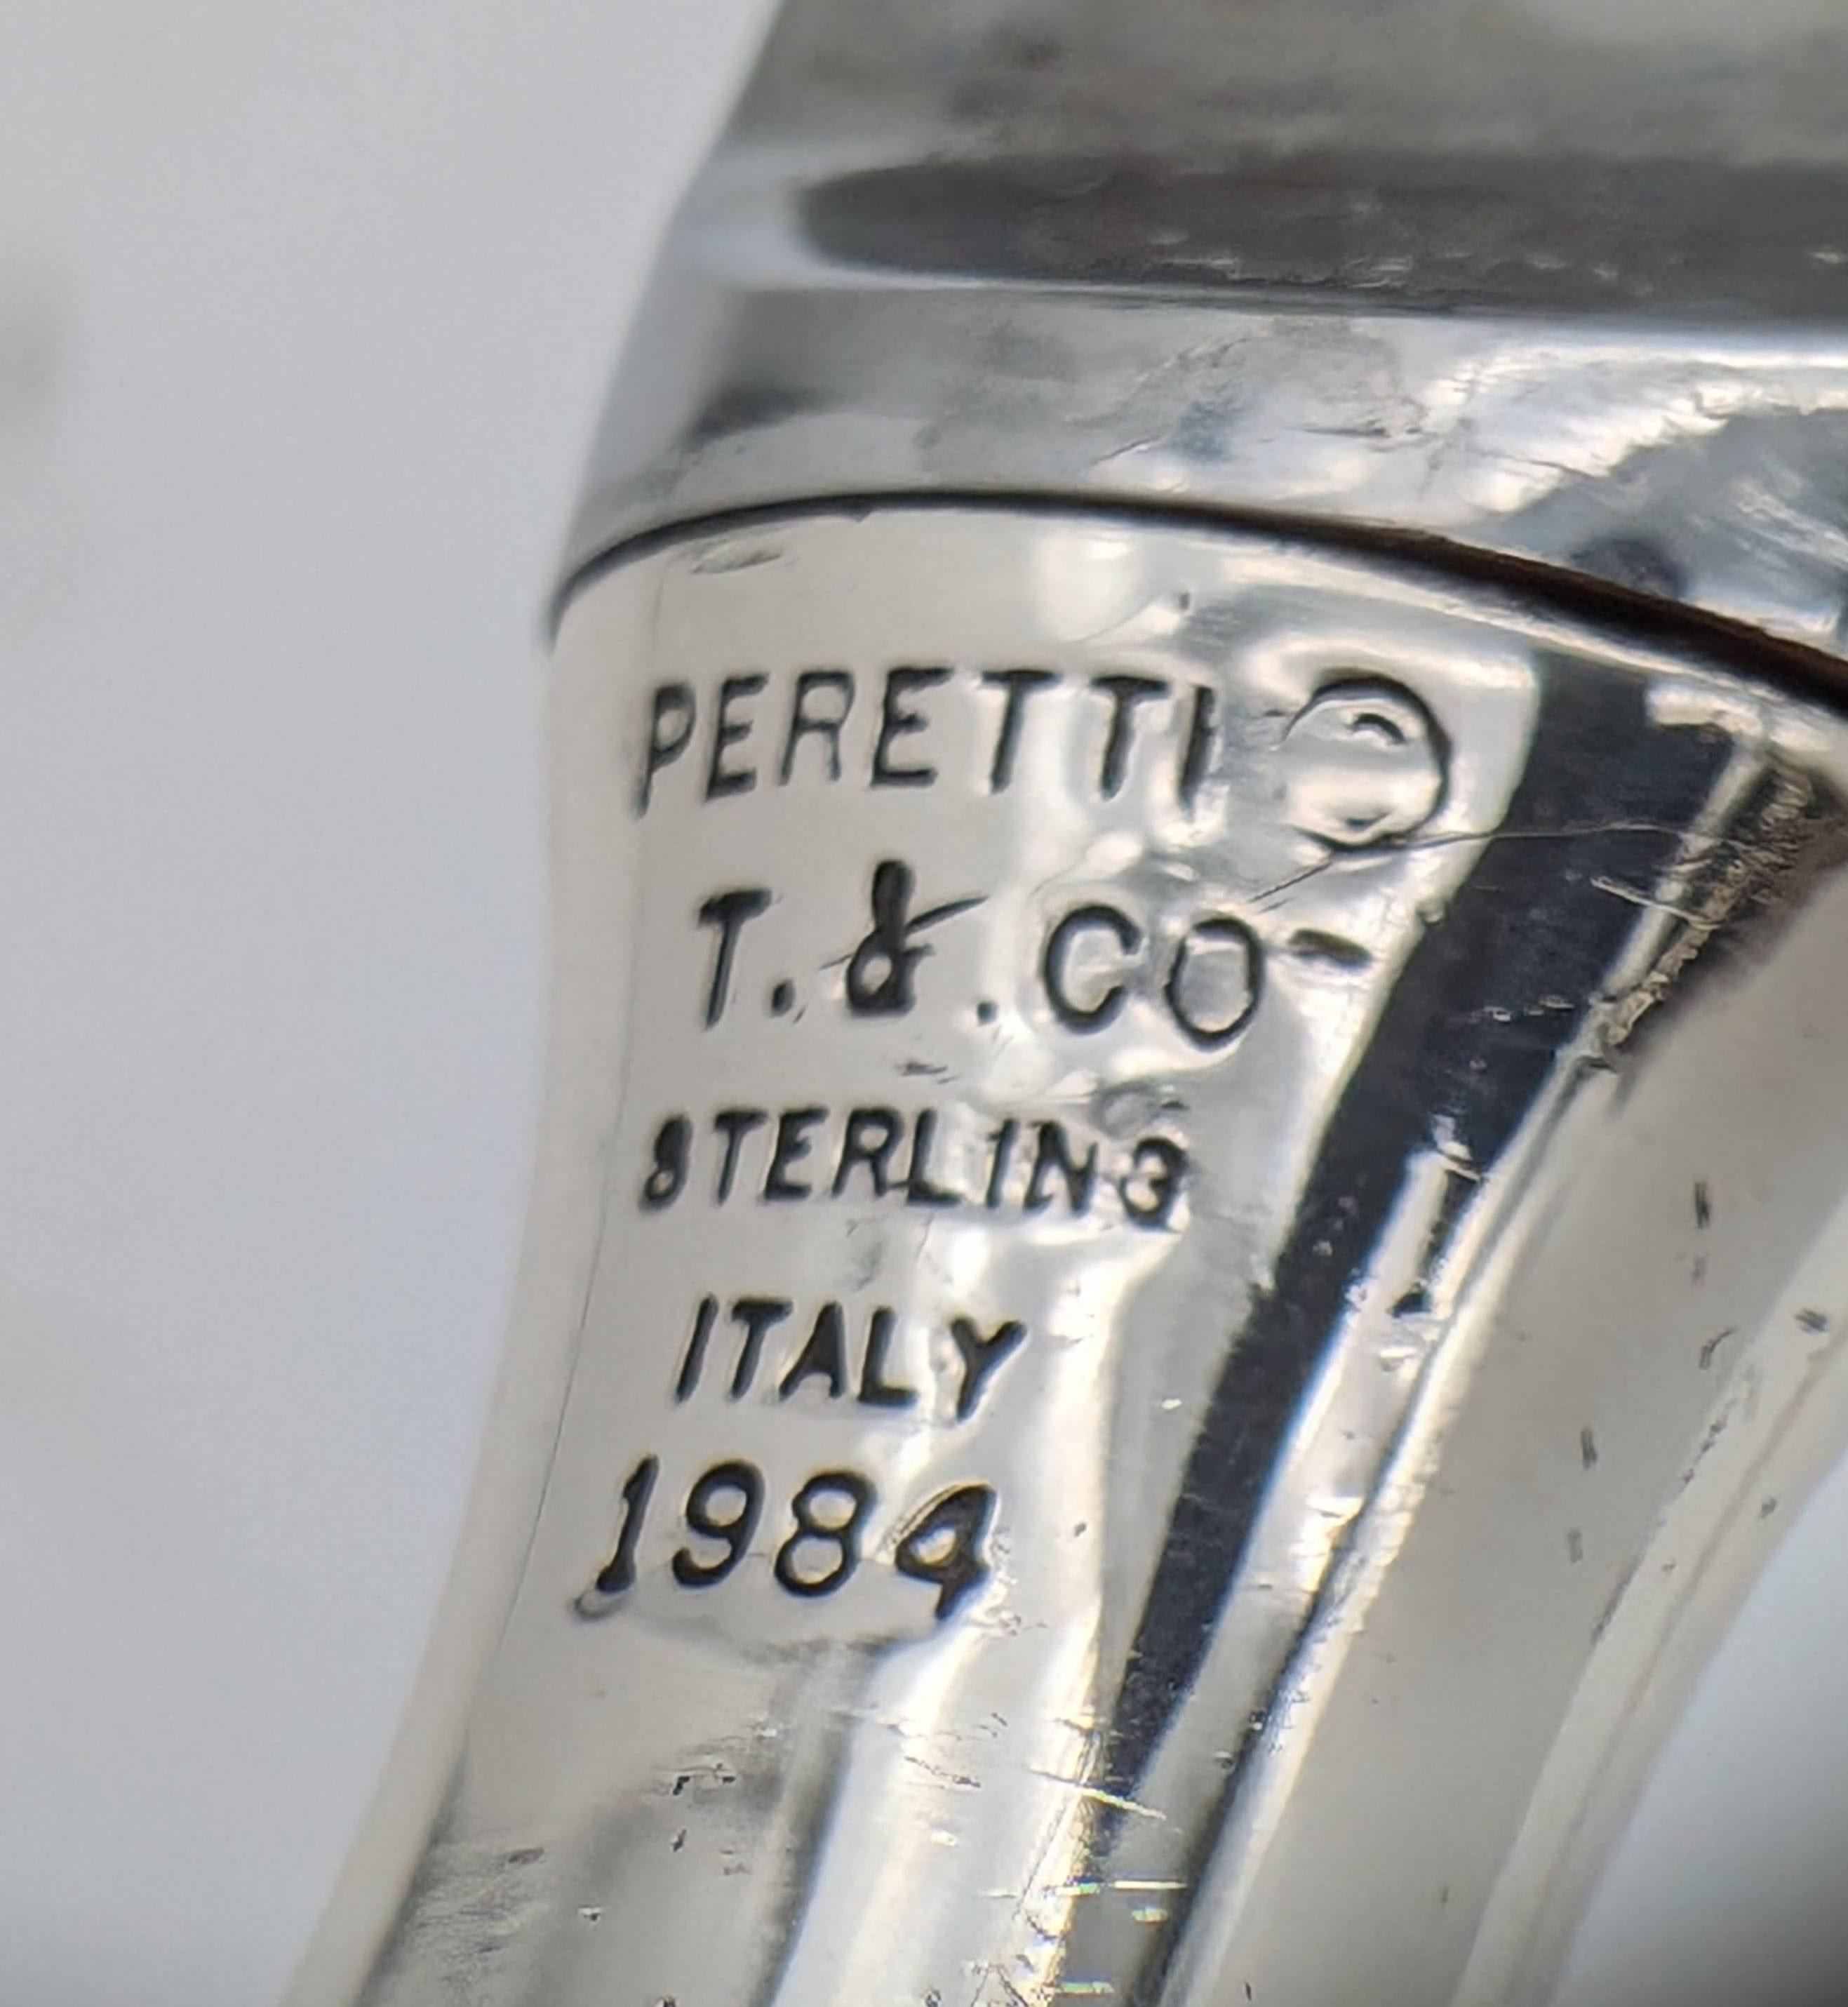 PERETTI ©
T. & . CO-
STERLING
ITALY
1984